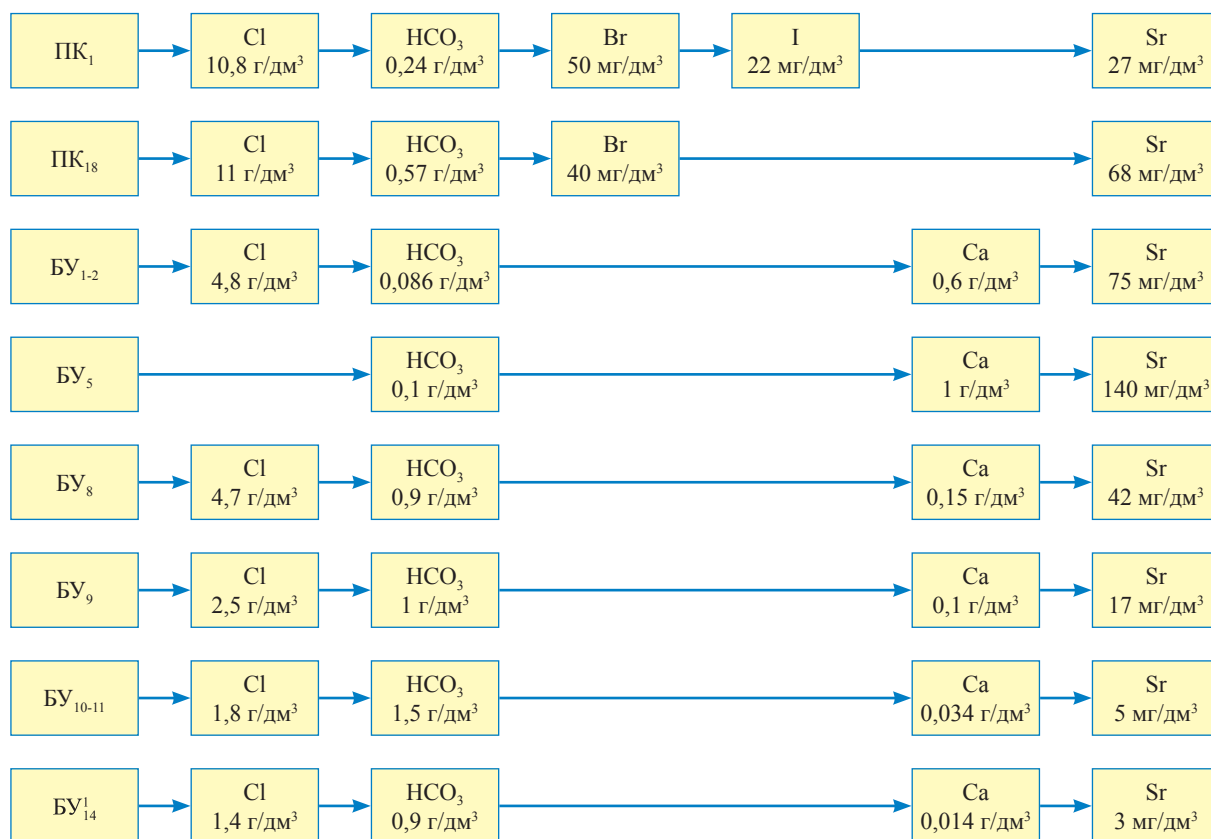 ПК₁
Cl
10,8 г/дм³
HCO₃
0,24 г/дм³
Br
50 мг/дм³
I
22 мг/дм³
Sr
27 мг/дм³
ПК₁₈
Cl
11 г/дм³
HCO₃
0,57 г/дм³
Br
40 мг/дм³
Sr
68 мг/дм³
БУ₁₋₂
Cl
4,8 г/дм³
HCO₃
0,086 г/дм³
Ca
0,6 г/дм³
Sr
75 мг/дм³
БУ₅
HCO₃
0,1 г/дм³
Ca
1 г/дм³
Sr
140 мг/дм³
БУ₈
Cl
4,7 г/дм³
HCO₃
0,9 г/дм³
Ca
0,15 г/дм³
Sr
42 мг/дм³
БУ₉
Cl
2,5 г/дм³
HCO₃
1 г/дм³
Ca
0,1 г/дм³
Sr
17 мг/дм³
БУ₁₀₋₁₁
Cl
1,8 г/дм³
HCO₃
1,5 г/дм³
Ca
0,034 г/дм³
Sr
5 мг/дм³
БУ¹₁₄
Cl
1,4 г/дм³
HCO₃
0,9 г/дм³
Ca
0,014 г/дм³
Sr
3 мг/дм³